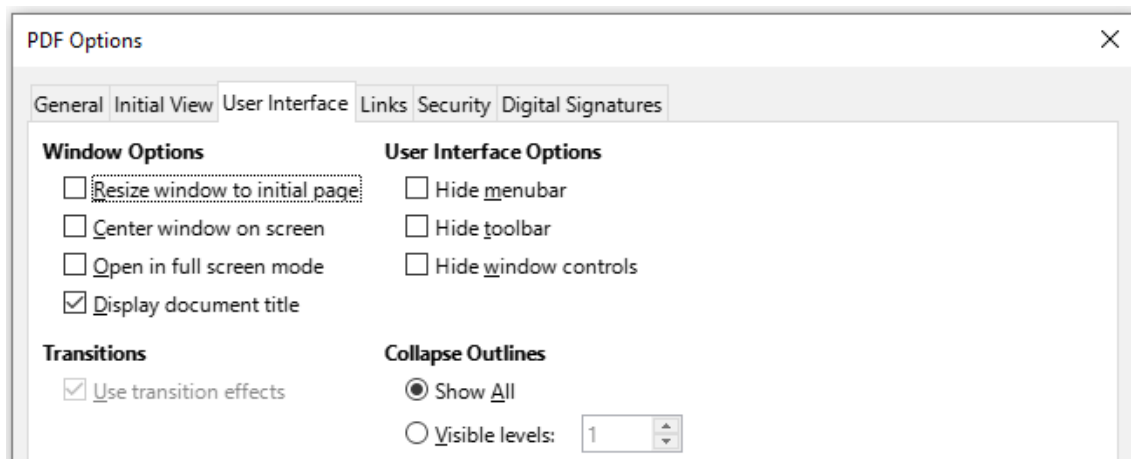 PDF Options
General Initial View User Interface Links Security Digital Signatures
Window Options
Resize window to initial page
Center window on screen
Open in full screen mode
Display document title
User Interface Options
Hide menubar
Hide toolbar
Hide window controls
Transitions
Use transition effects
Collapse Outlines
Show All
Visible levels: 1